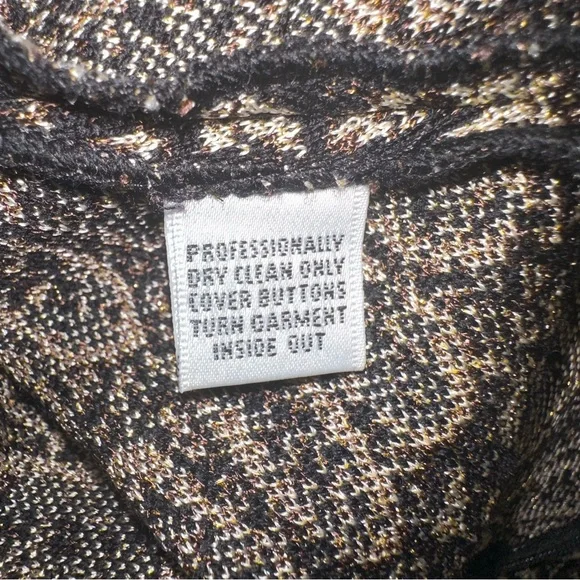 PROFESSIONALLY
DRY CLEAN ONLY
COVER BUTTONS
TURN GARMENT
INSIDE OUT